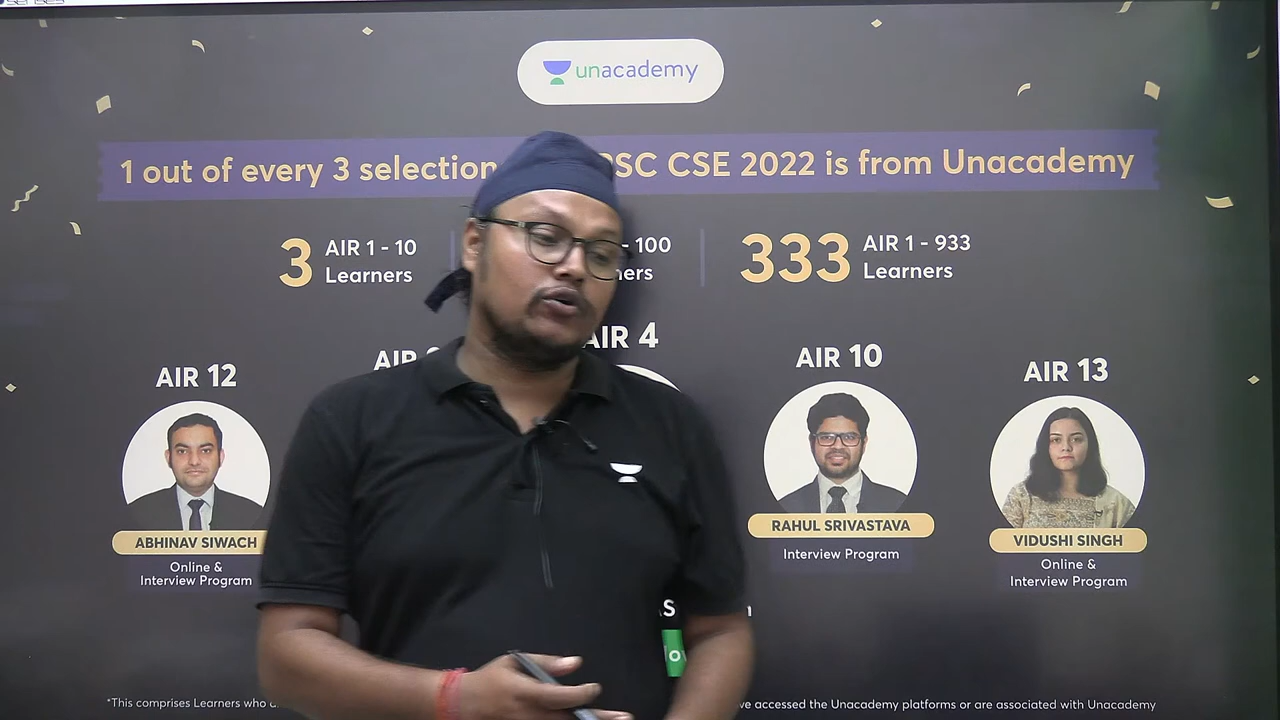 unacademy
1 out of every 3 selection PSC CSE 2022 is from Unacademy
3 AIR 1 - 10 Learners
- 100
333 AIR 1 - 933 Learners
AIR 4
AIR 12
AIR
AIR 10
AIR 13
ABHINAV SIWACH
Online &
Interview Program
RAHUL SRIVASTAVA
Interview Program
VIDUSHI SINGH
Online &
Interview Program
*This comprises Learners who accessed the Unacademy platforms or are associated with Unacademy